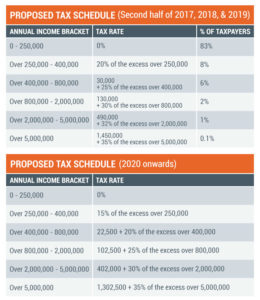 PROPOSED TAX SCHEDULE (Second half of 2017, 2018, & 2019)
ANNUAL INCOME BRACKET TAX RATE % OF TAXPAYERS
0 - 250,000 0% 83%
Over 250,000 - 400,000 20% of the excess over 250,000 8%
Over 400,000 - 800,000 30,000
+ 25% of the excess over 400,000 6%
Over 800,000 - 2,000,000 130,000
+ 30% of the excess over 800,000 2%
Over 2,000,000 - 5,000,000 490,000
+ 32% of the excess over 2,000,000 1%
Over 5,000,000 1,450,000
+ 35% of the excess over 5,000,000 0.1%
PROPOSED TAX SCHEDULE (2020 onwards)
ANNUAL INCOME BRACKET TAX RATE
0 - 250,000 0%
Over 250,000 - 400,000 15% of the excess over 250,000
Over 400,000 - 800,000 22,500 + 20% of the excess over 400,000
Over 800,000 - 2,000,000 102,500 + 25% of the excess over 800,000
Over 2,000,000 - 5,000,000 402,000 + 30% of the excess over 2,000,000
Over 5,000,000 1,302,500 + 35% of the excess over 5,000,000